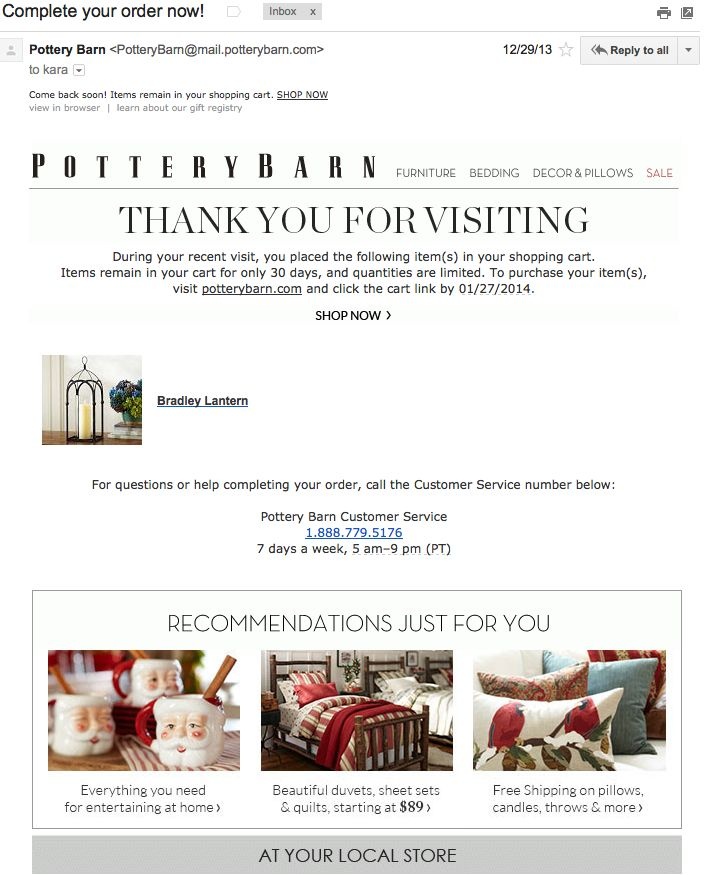 Complete your order now!
Inbox x
Pottery Barn <PotteryBarn@mail.potterybarn.com>
12/29/13
Reply to all
to kara
Come back soon! Items remain in your shopping cart. SHOP NOW
view in browser | learn about our gift registry
POTTERY BARN
FURNITURE BEDDING DECOR & PILLOWS SALE
THANK YOU FOR VISITING
During your recent visit, you placed the following item(s) in your shopping cart.
Items remain in your cart for only 30 days, and quantities are limited. To purchase your item(s),
visit potterybarn.com and click the cart link by 01/27/2014.
SHOP NOW >
Bradley Lantern
For questions or help completing your order, call the Customer Service number below:
Pottery Barn Customer Service
1.888.779.5176
7 days a week, 5 am–9 pm (PT)
RECOMMENDATIONS JUST FOR YOU
Everything you need
for entertaining at home ›
Beautiful duvets, sheet sets
& quilts, starting at $89 ›
Free Shipping on pillows,
candles, throws & more ›
AT YOUR LOCAL STORE